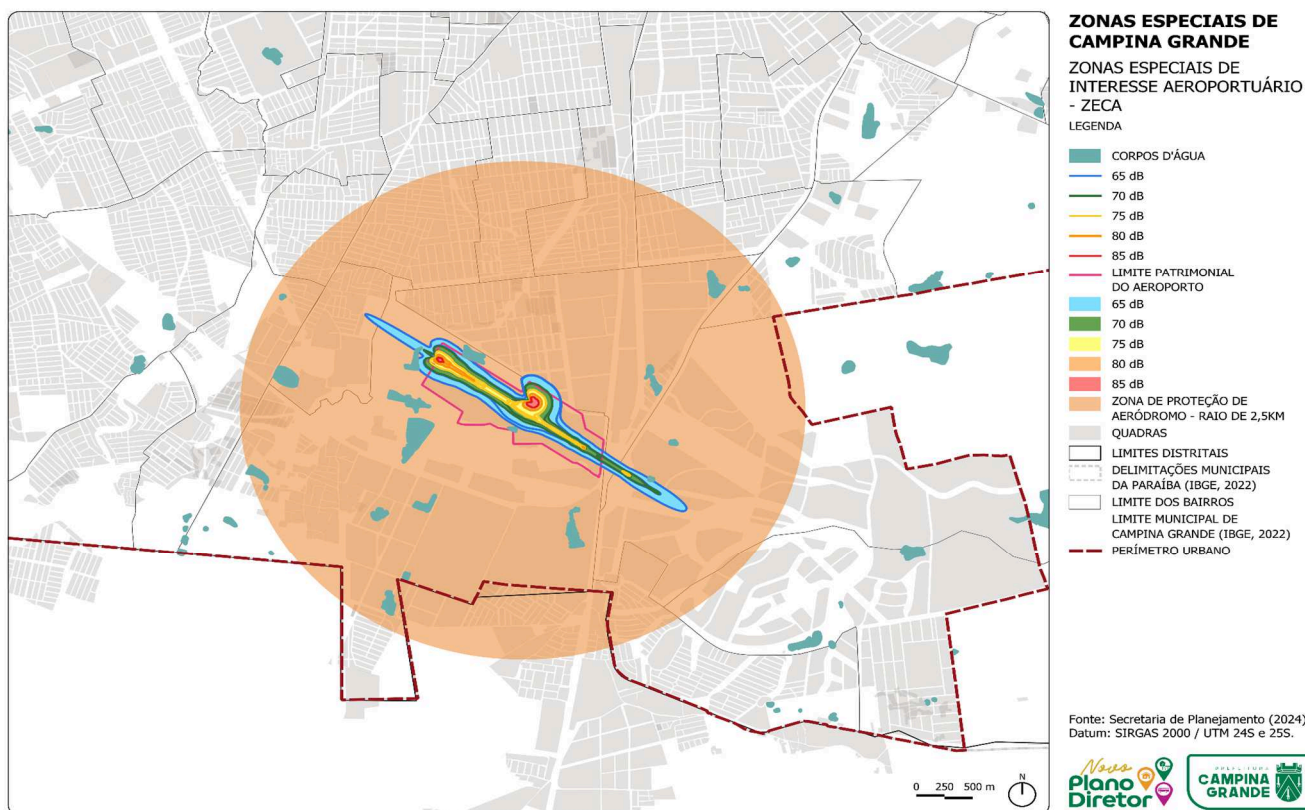 ZONAS ESPECIAIS DE
CAMPINA GRANDE
ZONAS ESPECIAIS DE
INTERESSE AEROPORTUÁRIO
- ZECA
LEGENDA
CORPOS D'ÁGUA
65 dB
70 dB
75 dB
80 dB
85 dB
LIMITE PATRIMONIAL
DO AEROPORTO
65 dB
70 dB
75 dB
80 dB
85 dB
ZONA DE PROTEÇÃO DE
AERÓDROMO - RAIO DE 2,5KM
QUADRAS
LIMITES DISTRITAIS
DELIMITAÇÕES MUNICIPAIS
DA PARAÍBA (IBGE, 2022)
LIMITE DOS BAIRROS
LIMITE MUNICIPAL DE
CAMPINA GRANDE (IBGE, 2022)
PERÍMETRO URBANO
Fonte: Secretaria de Planejamento (2024)
Datum: SIRGAS 2000 / UTM 24S e 25S.
0 250 500 m
N
Novo
Plano
Diretor
PREFEITURA
CAMPINA
GRANDE